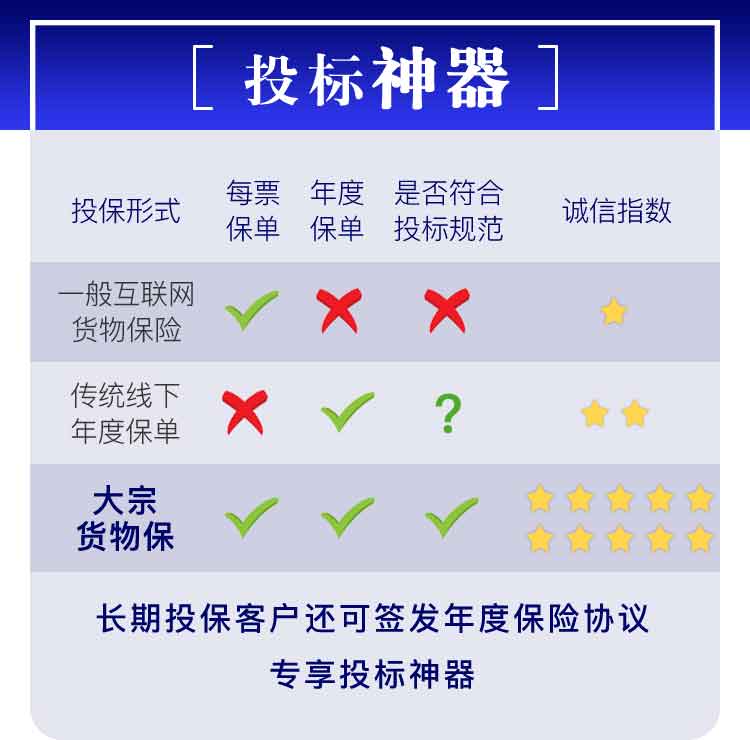 投标神器
投保形式
每票
保单
年度
保单
是否符合
投标规范
诚信指数
一般互联网
货物保险
传统线下
年度保单
?
大宗
货物保
长期投保客户还可签发年度保险协议
专享投标神器